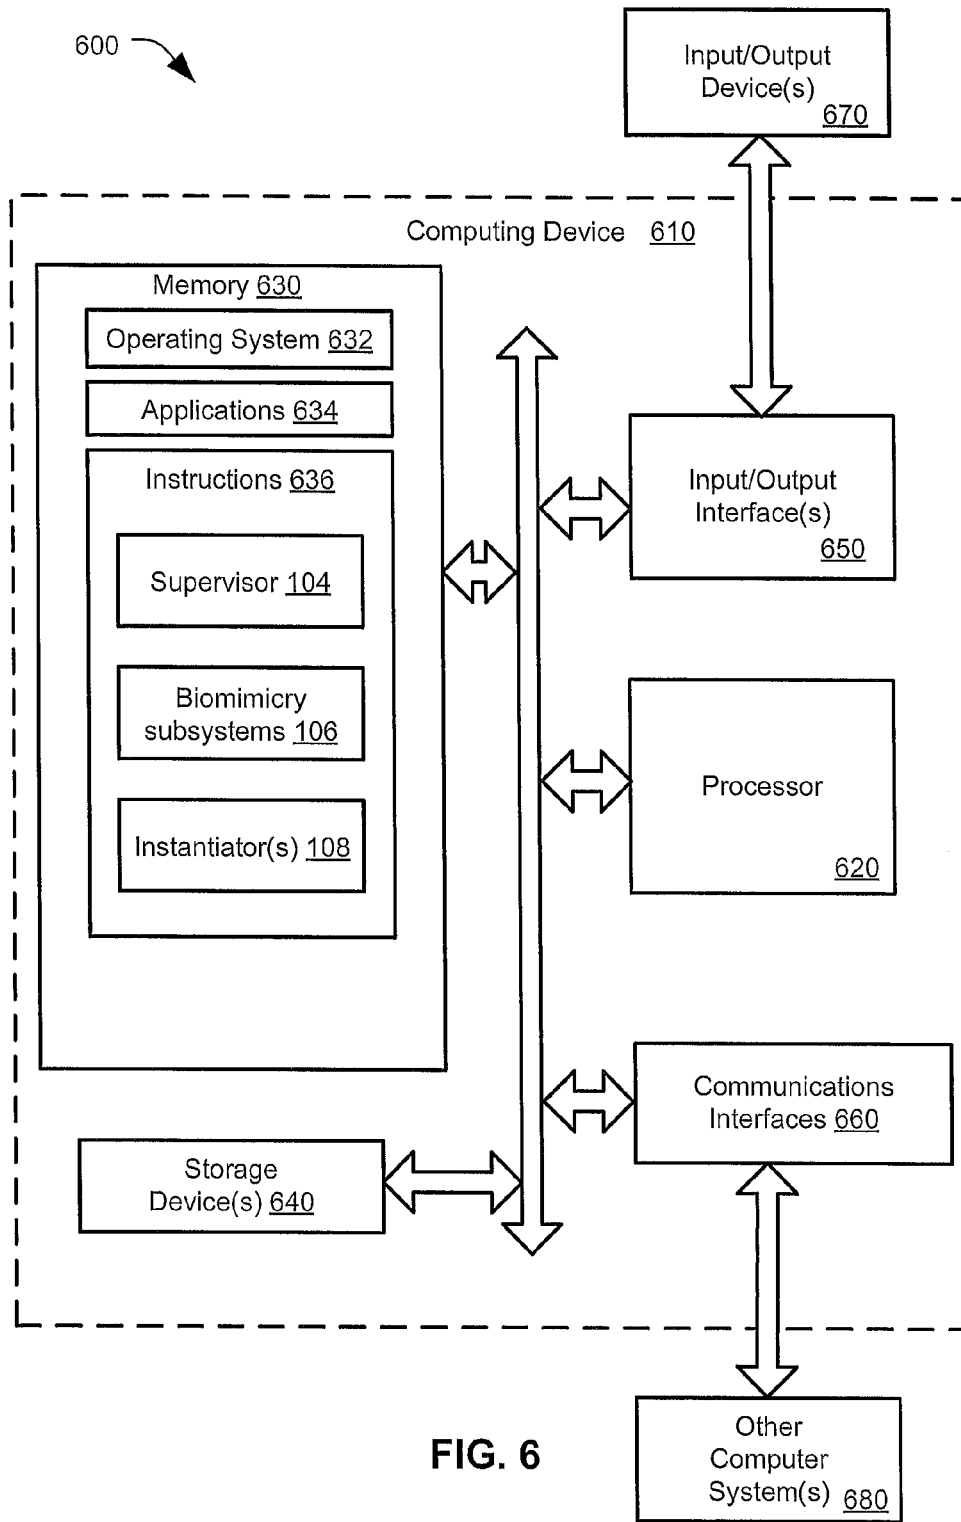 600
Input/Output
Device(s)
670
Computing Device 610
Memory 630
Operating System 632
Applications 634
Instructions 636
Supervisor 104
Biomimicry
subsystems 106
Instantiator(s) 108
Input/Output
Interface(s)
650
Processor
620
Communications
Interfaces 660
Storage
Device(s) 640
Other
Computer
System(s) 680
FIG. 6